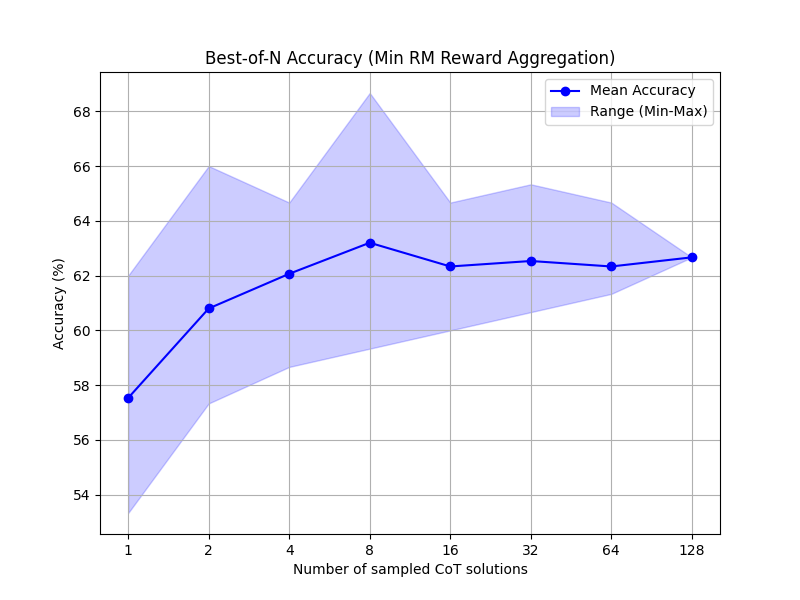 Best-of-N Accuracy (Min RM Reward Aggregation)
Mean Accuracy
Range (Min-Max)
Accuracy (%)
68
66
64
62
60
58
56
54
1 2 4 8 16 32 64 128
Number of sampled CoT solutions